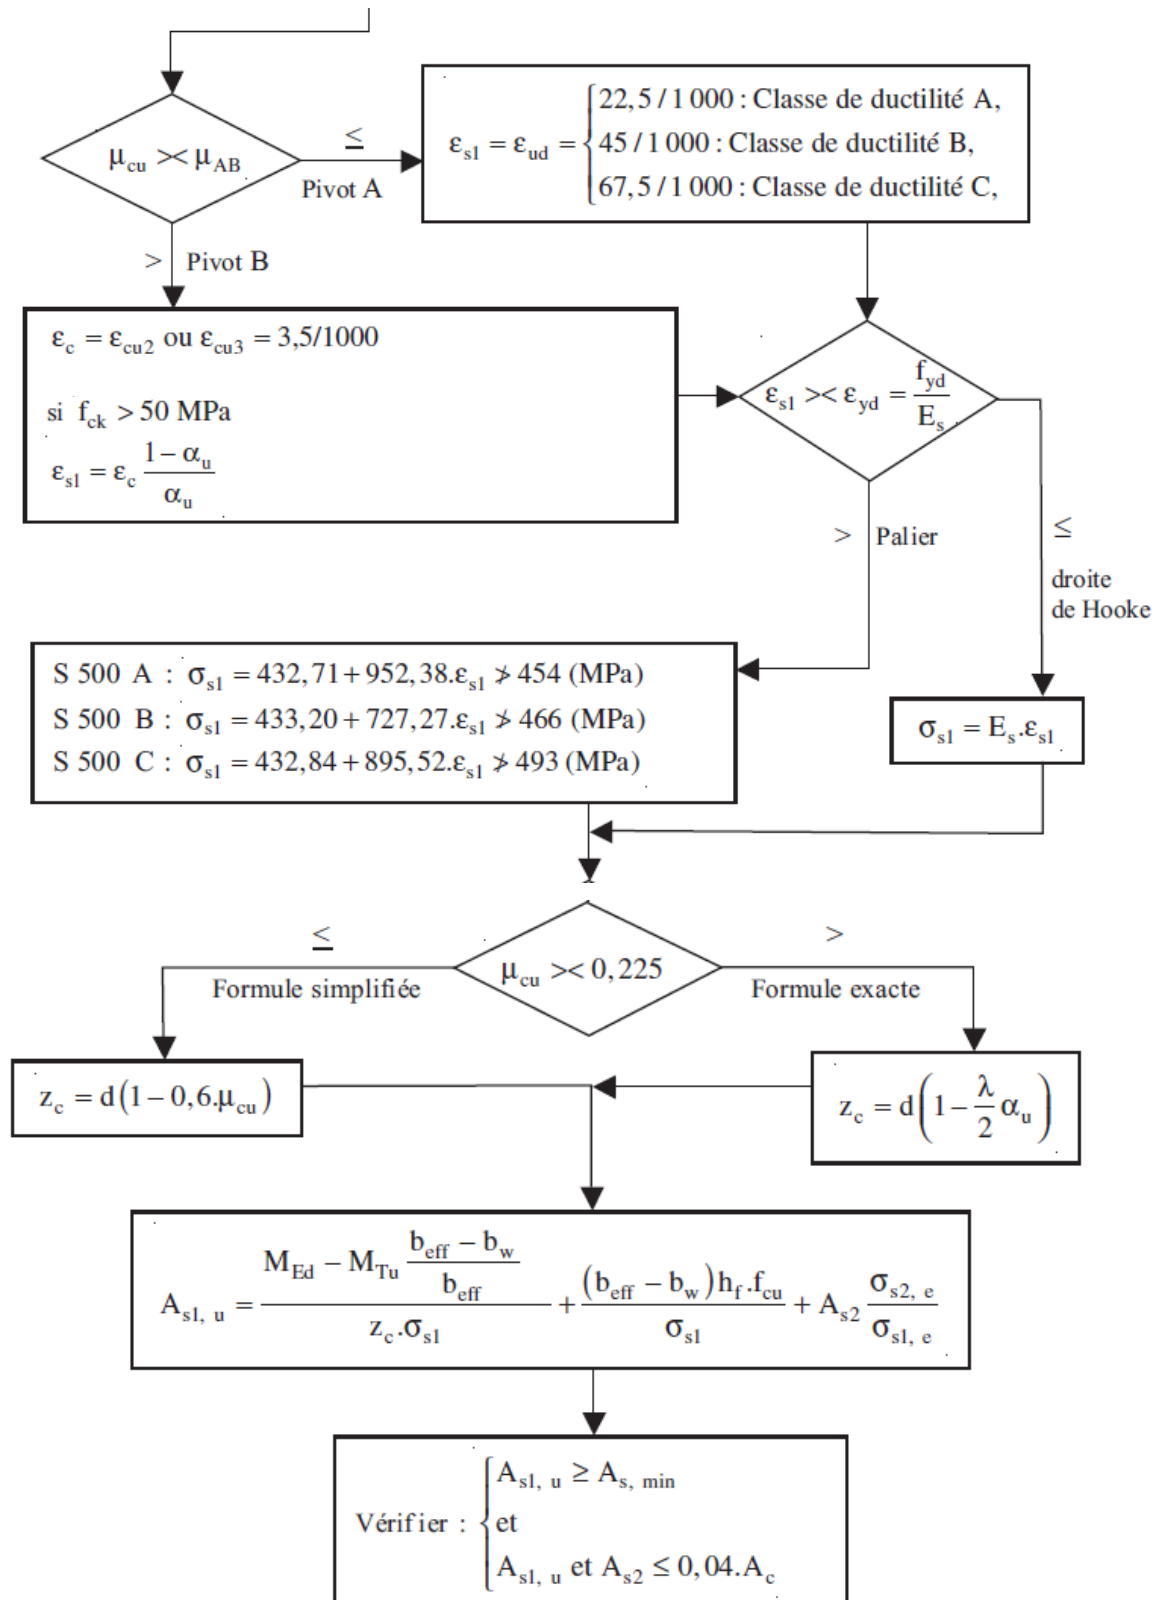 μcu >< μAB
≤
Pivot A
εs1 = εud = { 22,5 / 1 000 : Classe de ductilité A,
45 / 1 000 : Classe de ductilité B,
67,5 / 1 000 : Classe de ductilité C,
> Pivot B
εc = εcu2 ou εcu3 = 3,5/1000
si fck > 50 MPa
εs1 = εc (1 − αu)/αu
εs1 >< εyd = fyd/Es
> Palier
≤
droite
de Hooke
S 500 A : σs1 = 432,71 + 952,38.εs1 ≯ 454 (MPa)
S 500 B : σs1 = 433,20 + 727,27.εs1 ≯ 466 (MPa)
S 500 C : σs1 = 432,84 + 895,52.εs1 ≯ 493 (MPa)
σs1 = Es.εs1
μcu >< 0,225
≤
Formule simplifiée
>
Formule exacte
zc = d(1 − 0,6.μcu)
zc = d(1 − (λ/2) αu)
As1, u = (MEd − MTu (beff − bw)/beff)/(zc.σs1) + ((beff − bw)hf.fcu)/σs1 + As2 σs2, e/σs1, e
Vérifier : { As1, u ≥ As, min
et
As1, u et As2 ≤ 0,04.Ac